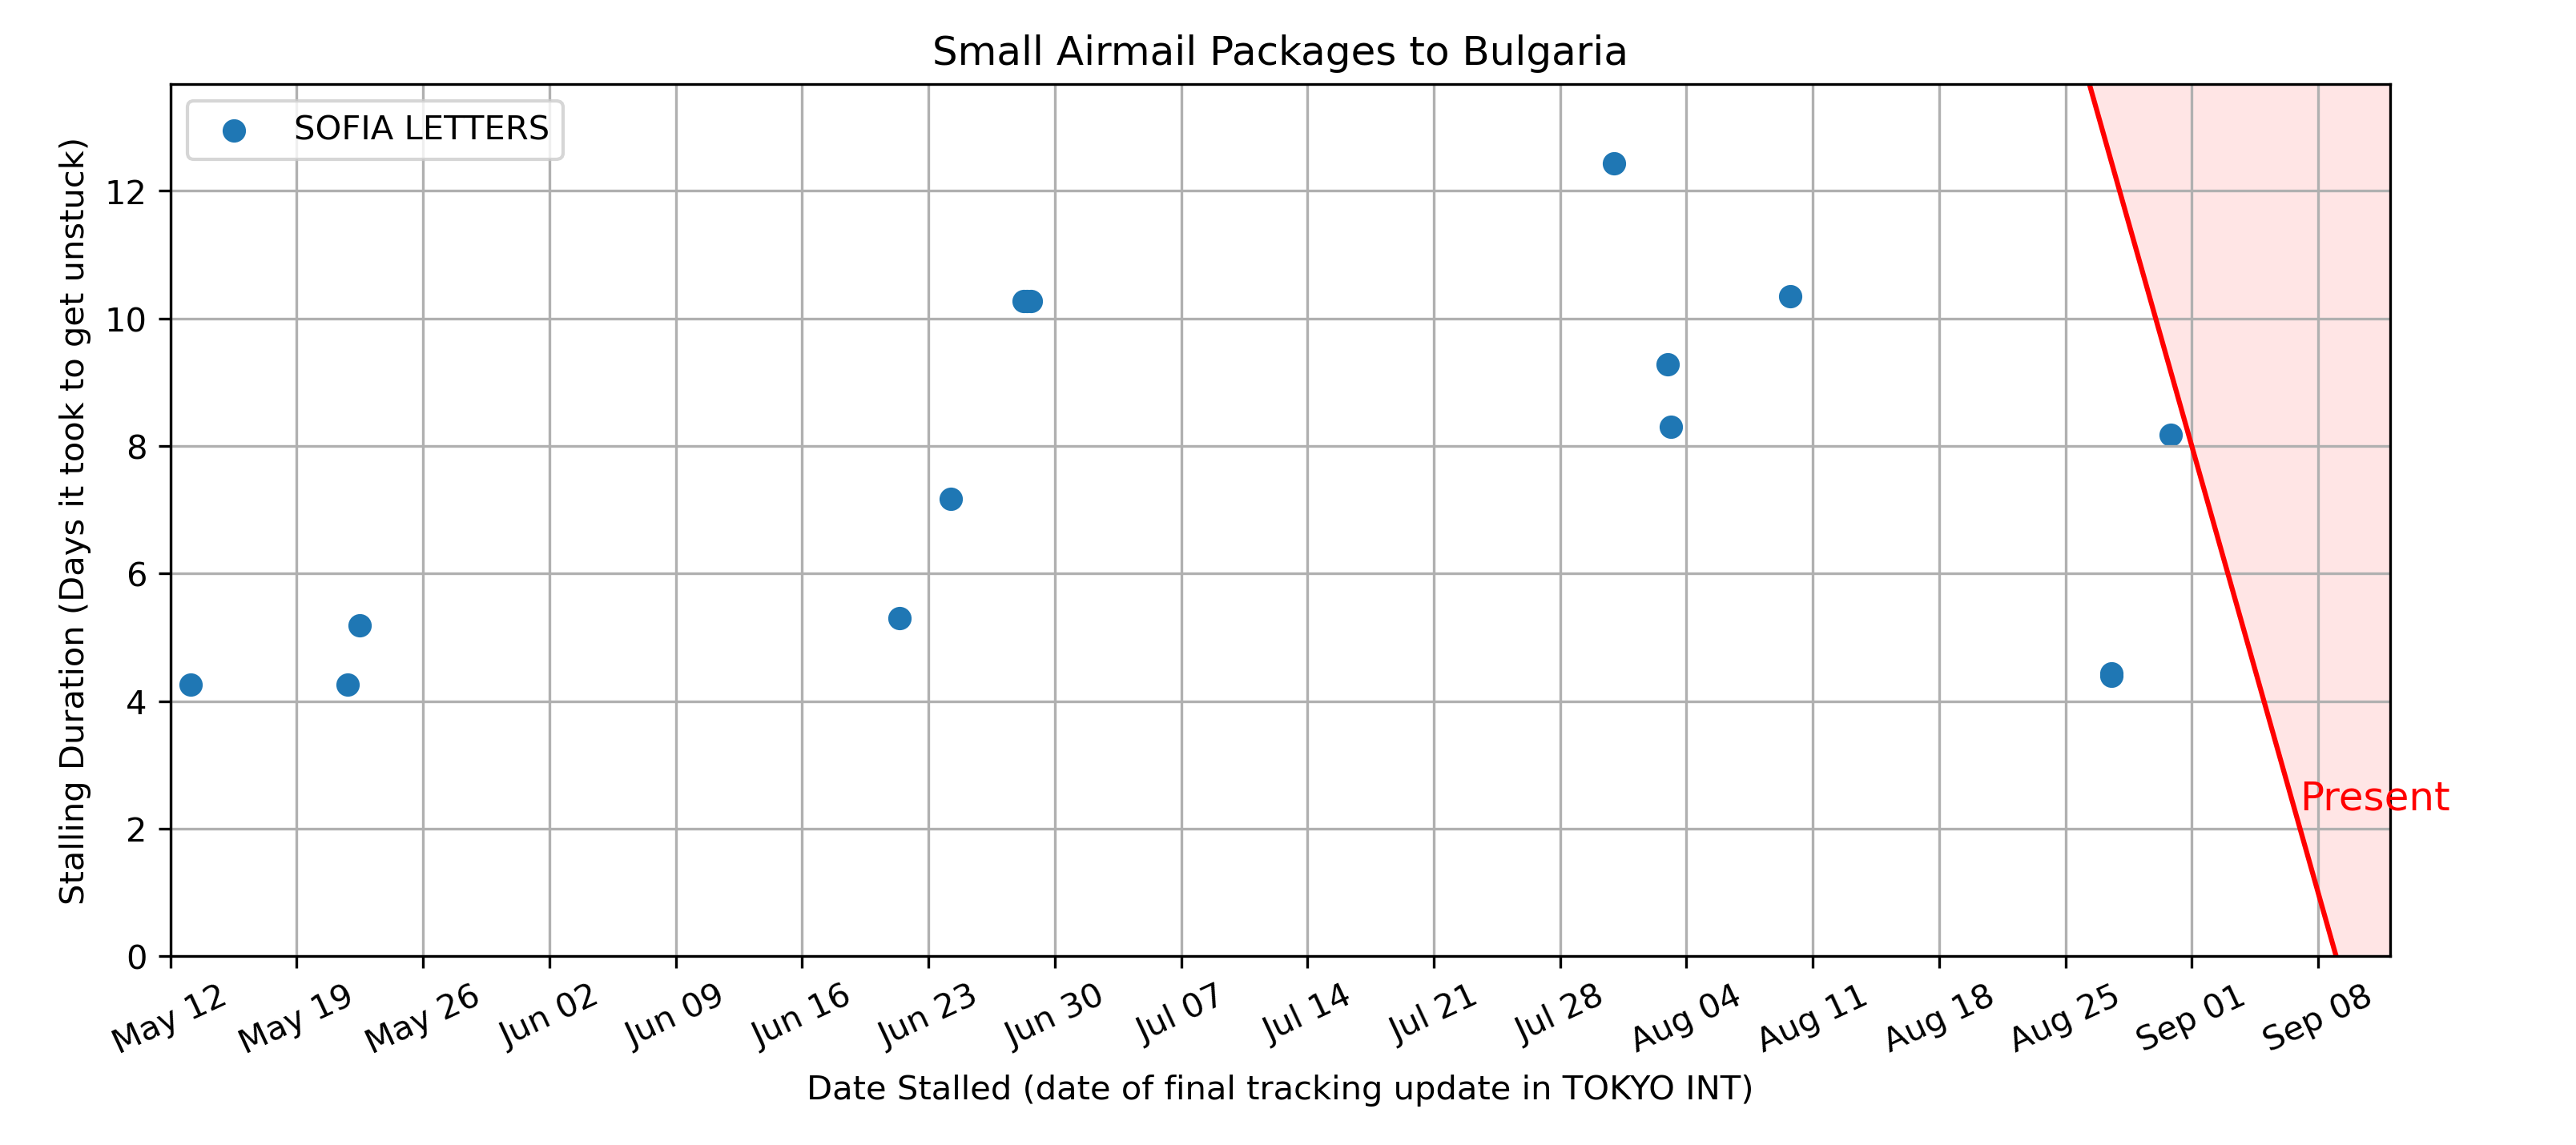 Small Airmail Packages to Bulgaria
SOFIA LETTERS
Stalling Duration (Days it took to get unstuck)
12
10
8
6
4
2
0
Present
May 12
May 19
May 26
Jun 02
Jun 09
Jun 16
Jun 23
Jun 30
Jul 07
Jul 14
Jul 21
Jul 28
Aug 04
Aug 11
Aug 18
Aug 25
Sep 01
Sep 08
Date Stalled (date of final tracking update in TOKYO INT)